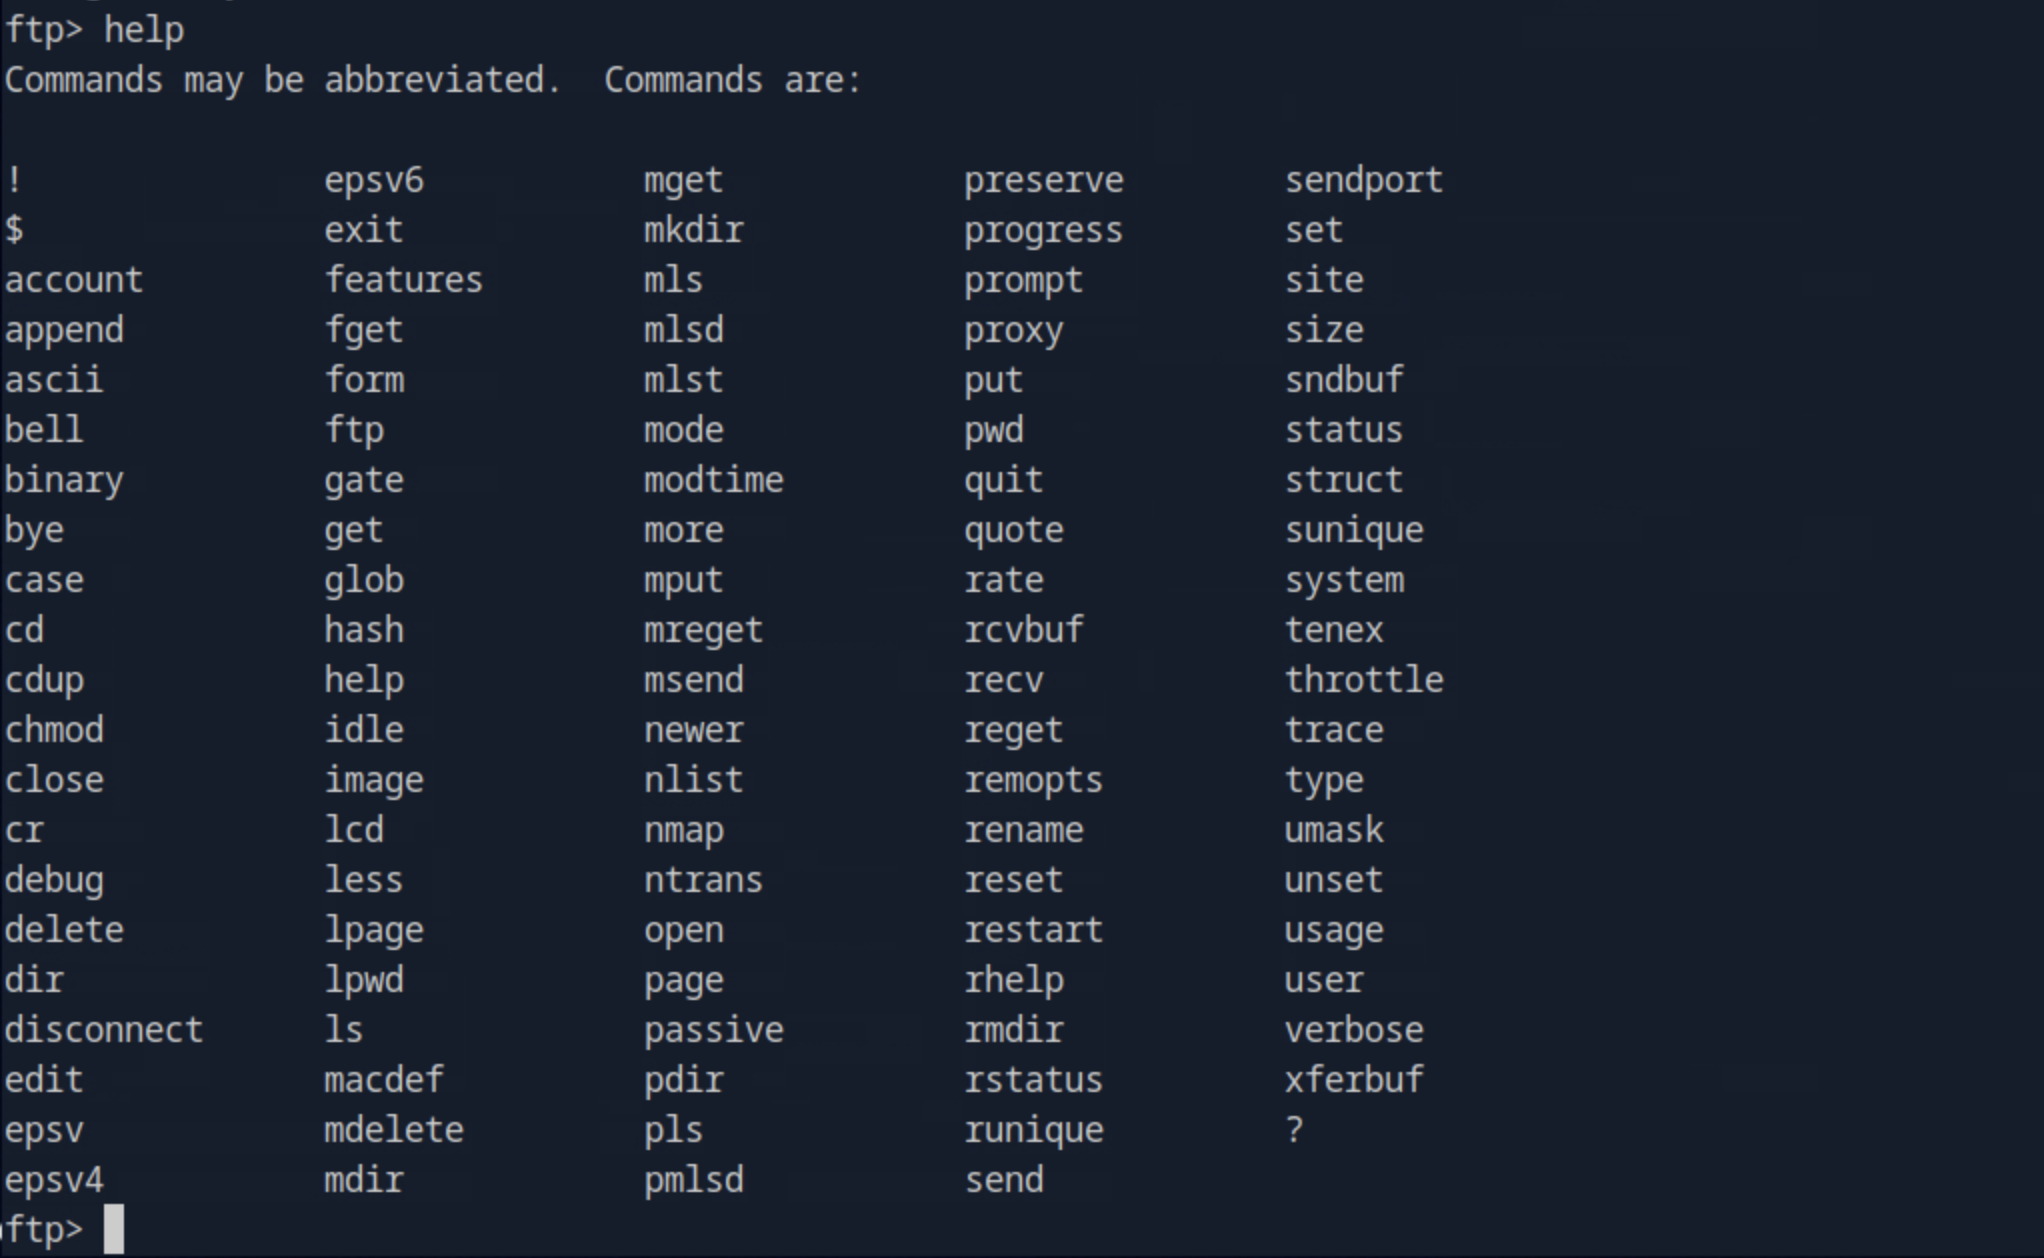 ftp> help
Commands may be abbreviated.  Commands are:

!               epsv6           mget            preserve        sendport
$               exit            mkdir           progress        set
account         features        mls             prompt          site
append          fget            mlsd            proxy           size
ascii           form            mlst            put             sndbuf
bell            ftp             mode            pwd             status
binary          gate            modtime         quit            struct
bye             get             more            quote           sunique
case            glob            mput            rate            system
cd              hash            mreget          rcvbuf          tenex
cdup            help            msend           recv            throttle
chmod           idle            newer           reget           trace
close           image           nlist           remopts         type
cr              lcd             nmap            rename          umask
debug           less            ntrans          reset           unset
delete          lpage           open            restart         usage
dir             lpwd            page            rhelp           user
disconnect      ls              passive         rmdir           verbose
edit            macdef          pdir            rstatus         xferbuf
epsv            mdelete         pls             runique         ?
epsv4           mdir            pmlsd           send
ftp>